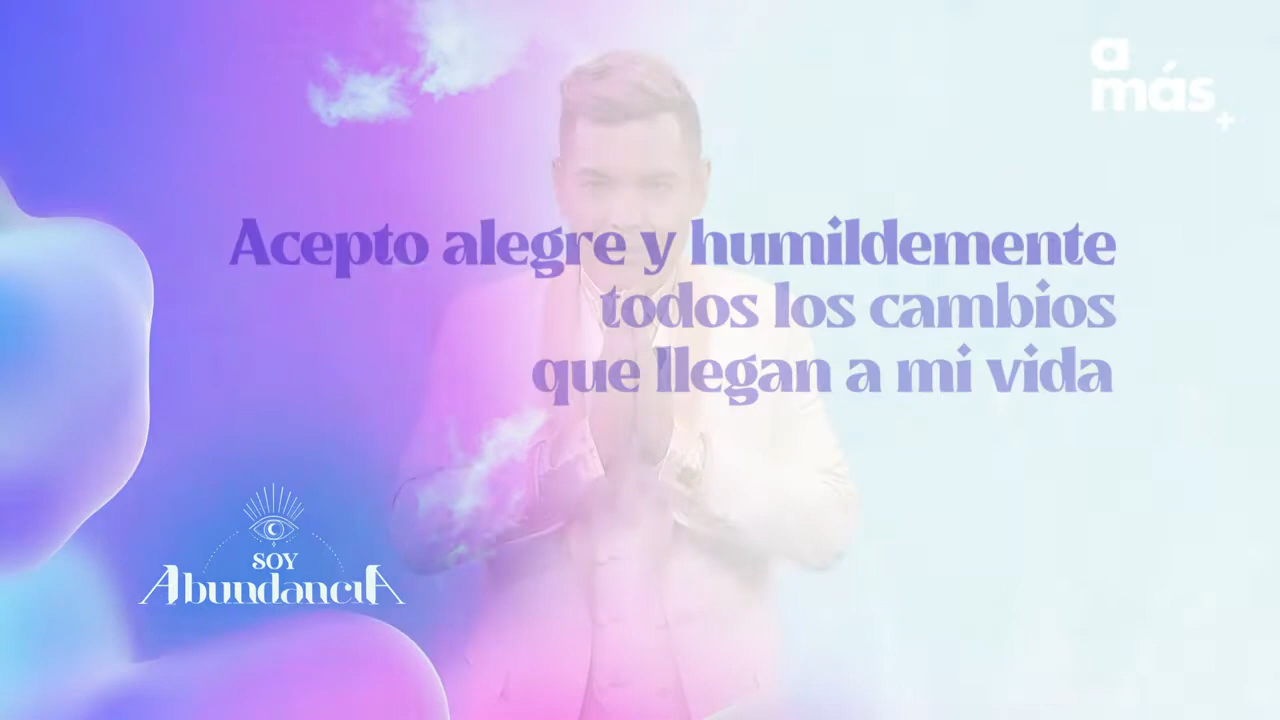 a
más
+
Acepto alegre y humildemente
todos los cambios
que llegan a mi vida
SOY
AbundanciA